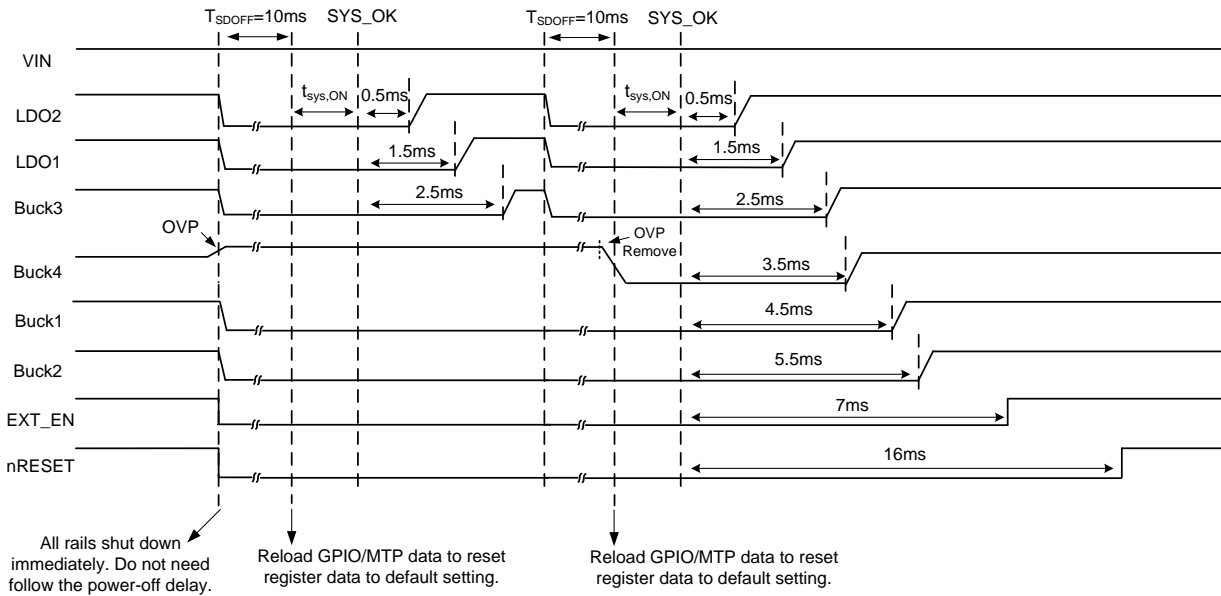 T_SDOFF=10ms SYS_OK T_SDOFF=10ms SYS_OK
VIN
t_sys,ON 0.5ms t_sys,ON 0.5ms
LDO2
1.5ms 1.5ms
LDO1
2.5ms 2.5ms
Buck3
OVP OVP
Remove
Buck4 3.5ms
4.5ms
Buck1
5.5ms
Buck2
7ms
EXT_EN
16ms
nRESET
All rails shut down
immediately. Do not need
follow the power-off delay.
Reload GPIO/MTP data to reset
register data to default setting.
Reload GPIO/MTP data to reset
register data to default setting.